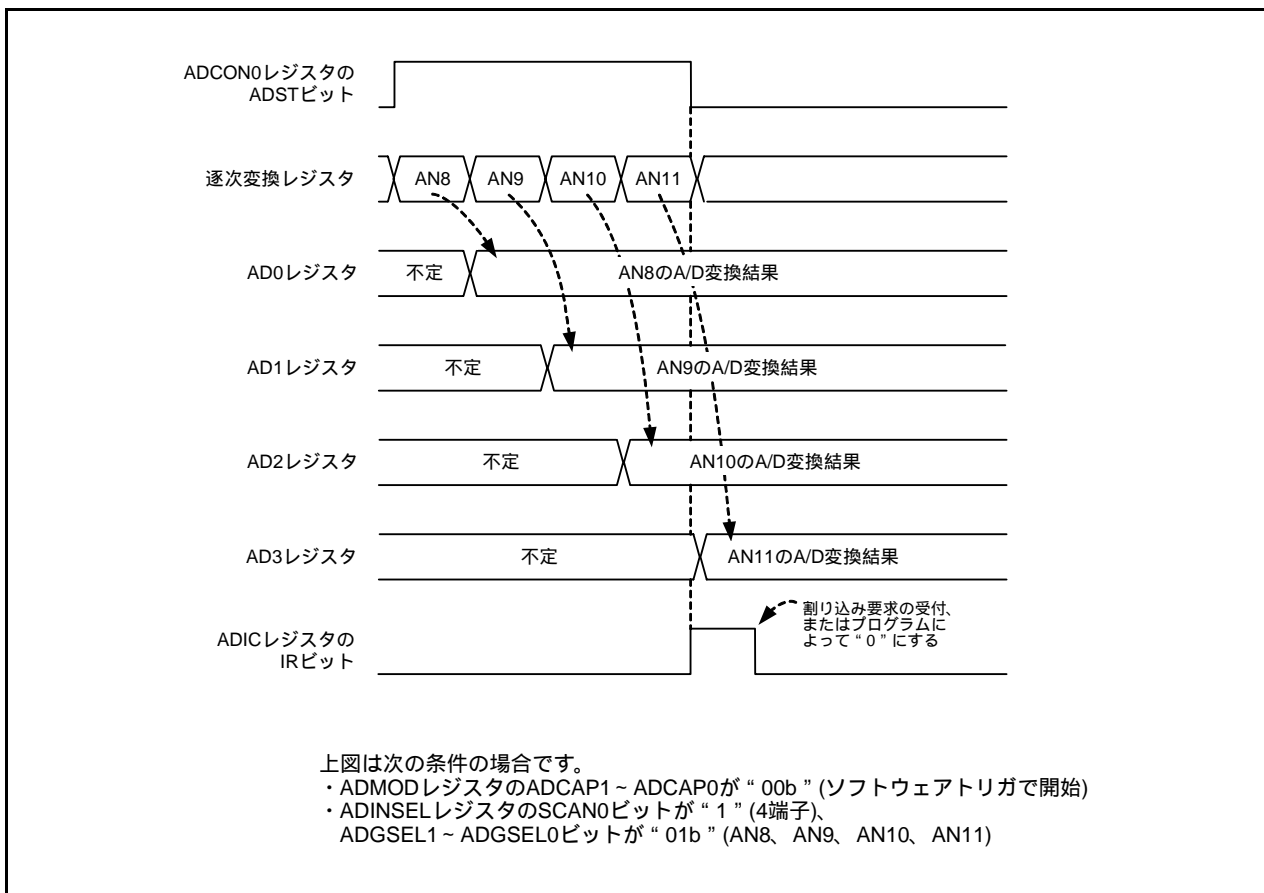 ADCON0レジスタの
ADSTビット
逐次変換レジスタ
AN8
AN9
AN10
AN11
AD0レジスタ
不定
AN8のA/D変換結果
AD1レジスタ
不定
AN9のA/D変換結果
AD2レジスタ
不定
AN10のA/D変換結果
AD3レジスタ
不定
AN11のA/D変換結果
割り込み要求の受付、
またはプログラムに
よって“0”にする
ADICレジスタの
IRビット
上図は次の条件の場合です。
・ADMODレジスタのADCAP1~ADCAP0が“00b”(ソフトウェアトリガで開始)
・ADINSELレジスタのSCAN0ビットが“1”(4端子)、
ADGSEL1~ADGSEL0ビットが“01b”(AN8、AN9、AN10、AN11)